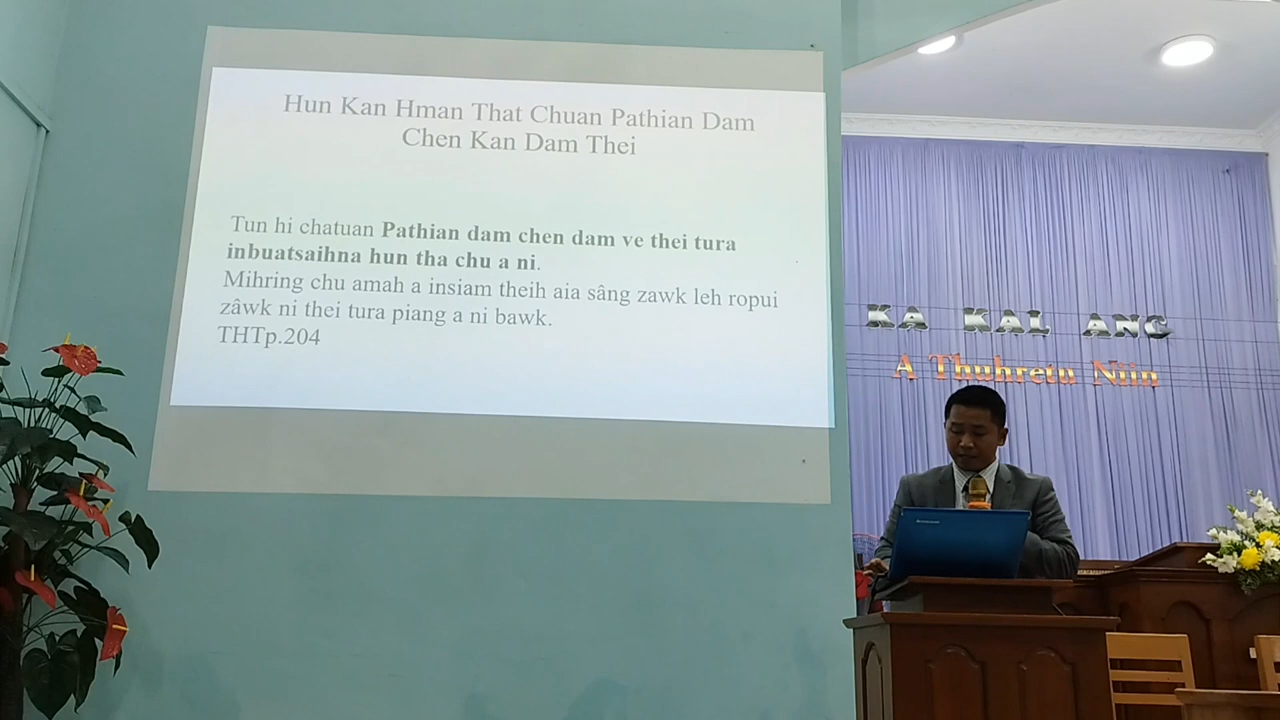 Hun Kan Hman That Chuan Pathian Dam
Chen Kan Dam Thei
Tun hi chatuan Pathian dam chen dam ve thei tura
inbuatsaihna hun tha chu a ni.
Mihring chu amah a insiam theih aia sâng zawk leh ropui
zâwk ni thei tura piang a ni bawk.
THTp.204
KA KAL ANG
A Thuhretu Niin